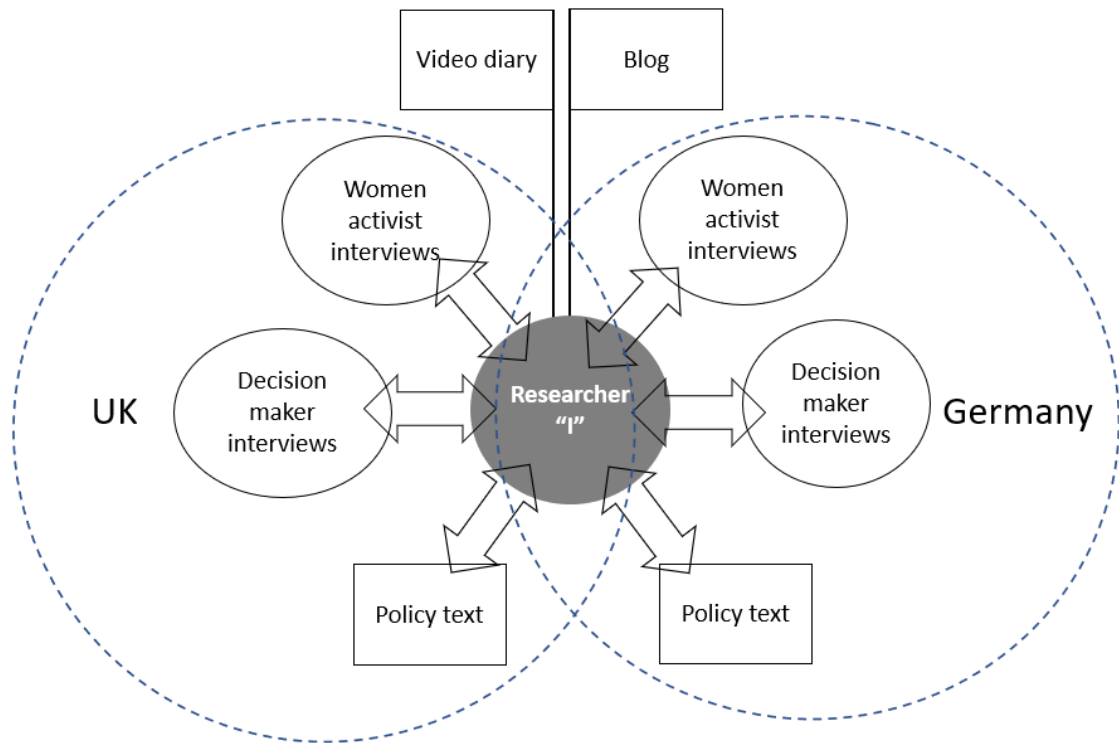 Video diary
Blog
Women
activist
interviews
Women
activist
interviews
UK
Decision
maker
interviews
Researcher
“I”
Decision
maker
interviews
Germany
Policy text
Policy text